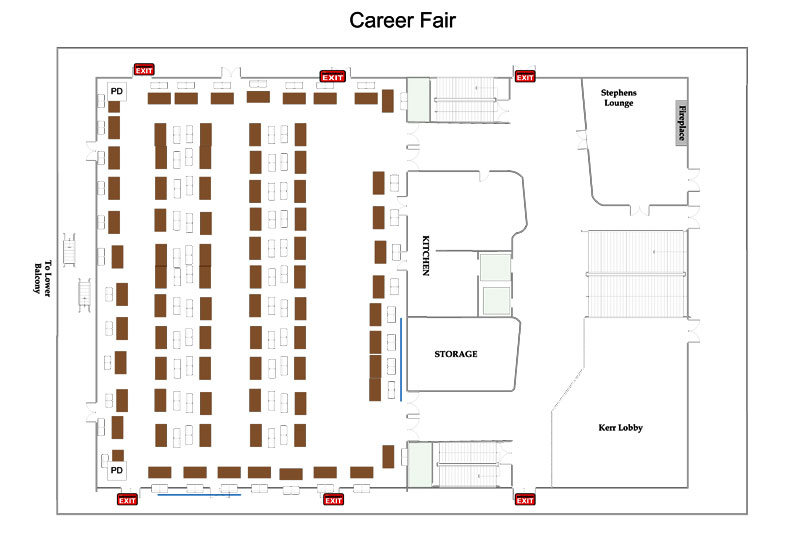 Career Fair
EXIT
EXIT
EXIT
PD
Stephens
Lounge
Fireplace
KITCHEN
To Lower
Balcony
STORAGE
Kerr Lobby
PD
EXIT
EXIT
EXIT